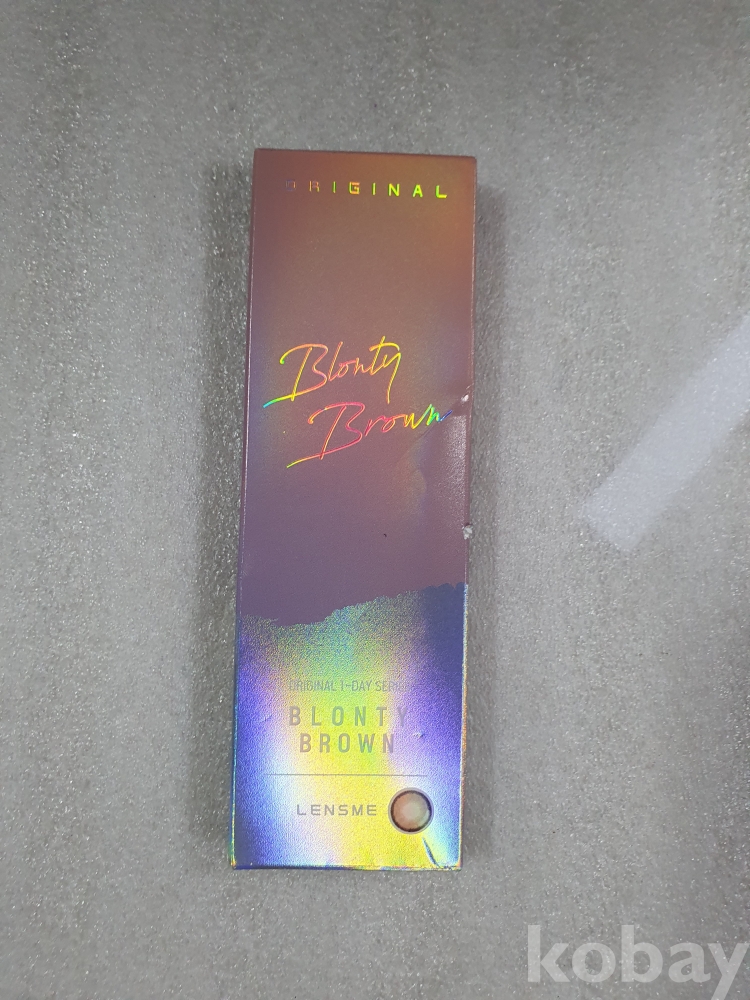 ORIGINAL
Blonty
Brown
ORIGINAL 1-DAY SERIES
BLONTY
BROWN
LENSME
kobay